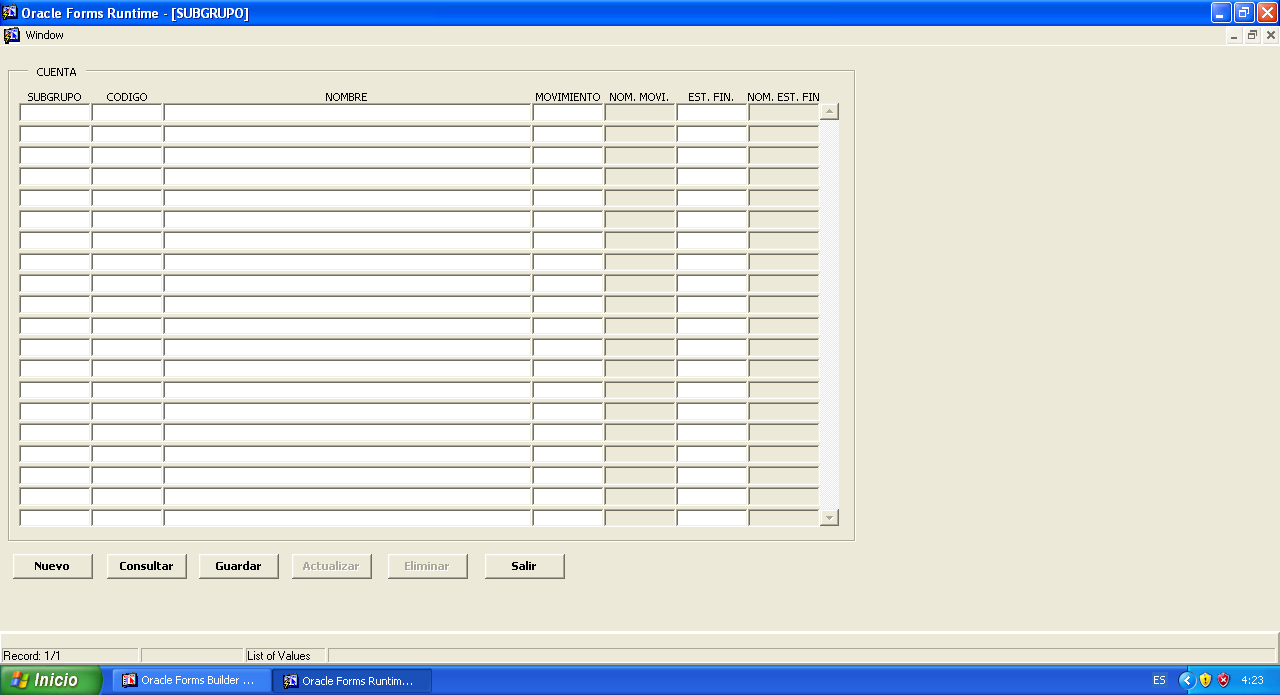 Oracle Forms Runtime - [SUBGRUPO]
Window
CUENTA
SUBGRUPO CODIGO NOMBRE MOVIMIENTO NOM. MOVI. EST. FIN. NOM. EST. FIN
Nuevo Consultar Guardar Actualizar Eliminar Salir
Record: 1/1 List of Values
Inicio Oracle Forms Builder ... Oracle Forms Runtim... ES 4:23